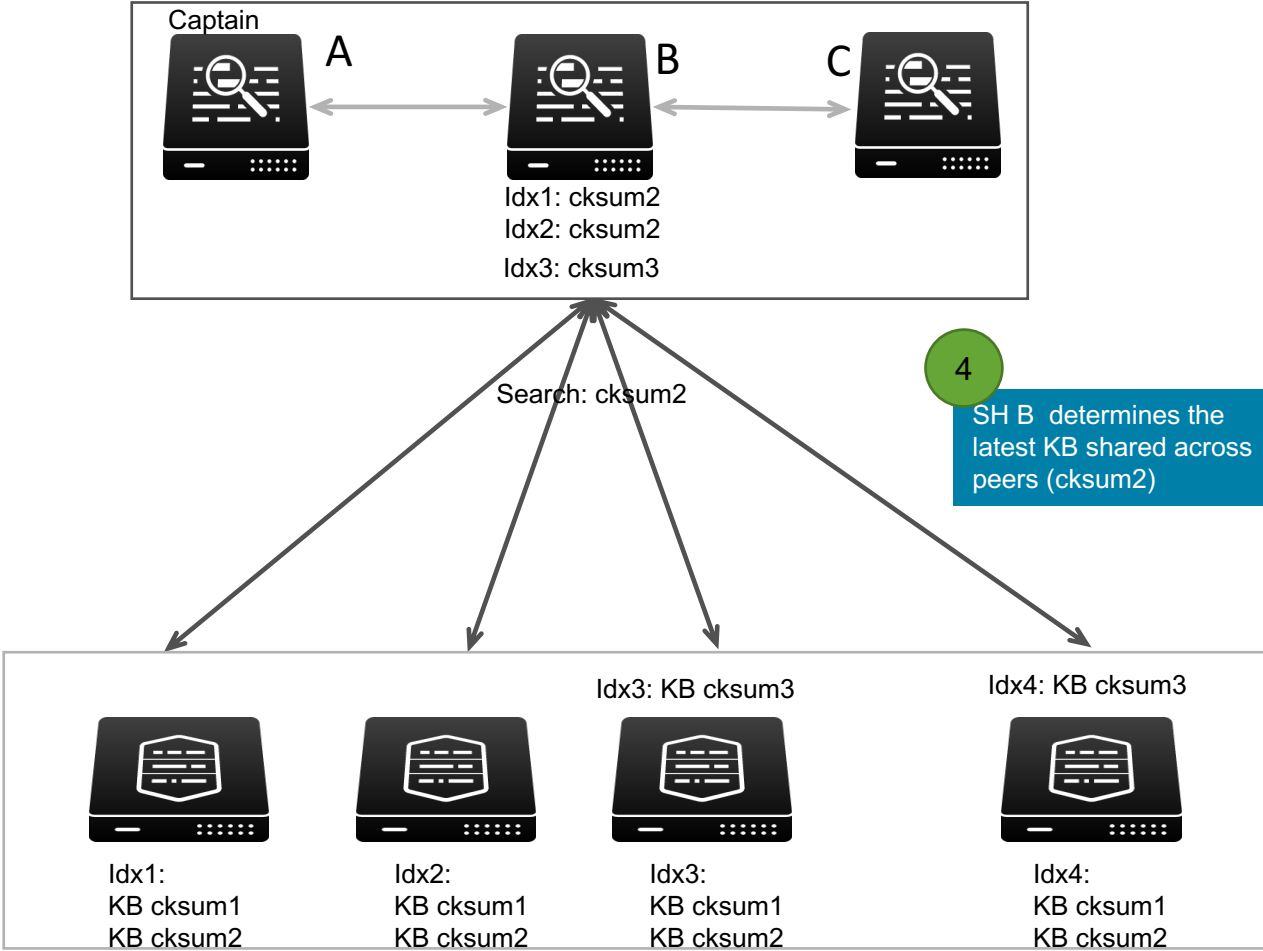 Captain
A
B
C
Idx1: cksum2
Idx2: cksum2
Idx3: cksum3
Search: cksum2
4
SH B determines the
latest KB shared across
peers (cksum2)
Idx3: KB cksum3
Idx4: KB cksum3
Idx1:
KB cksum1
KB cksum2
Idx2:
KB cksum1
KB cksum2
Idx3:
KB cksum1
KB cksum2
Idx4:
KB cksum1
KB cksum2